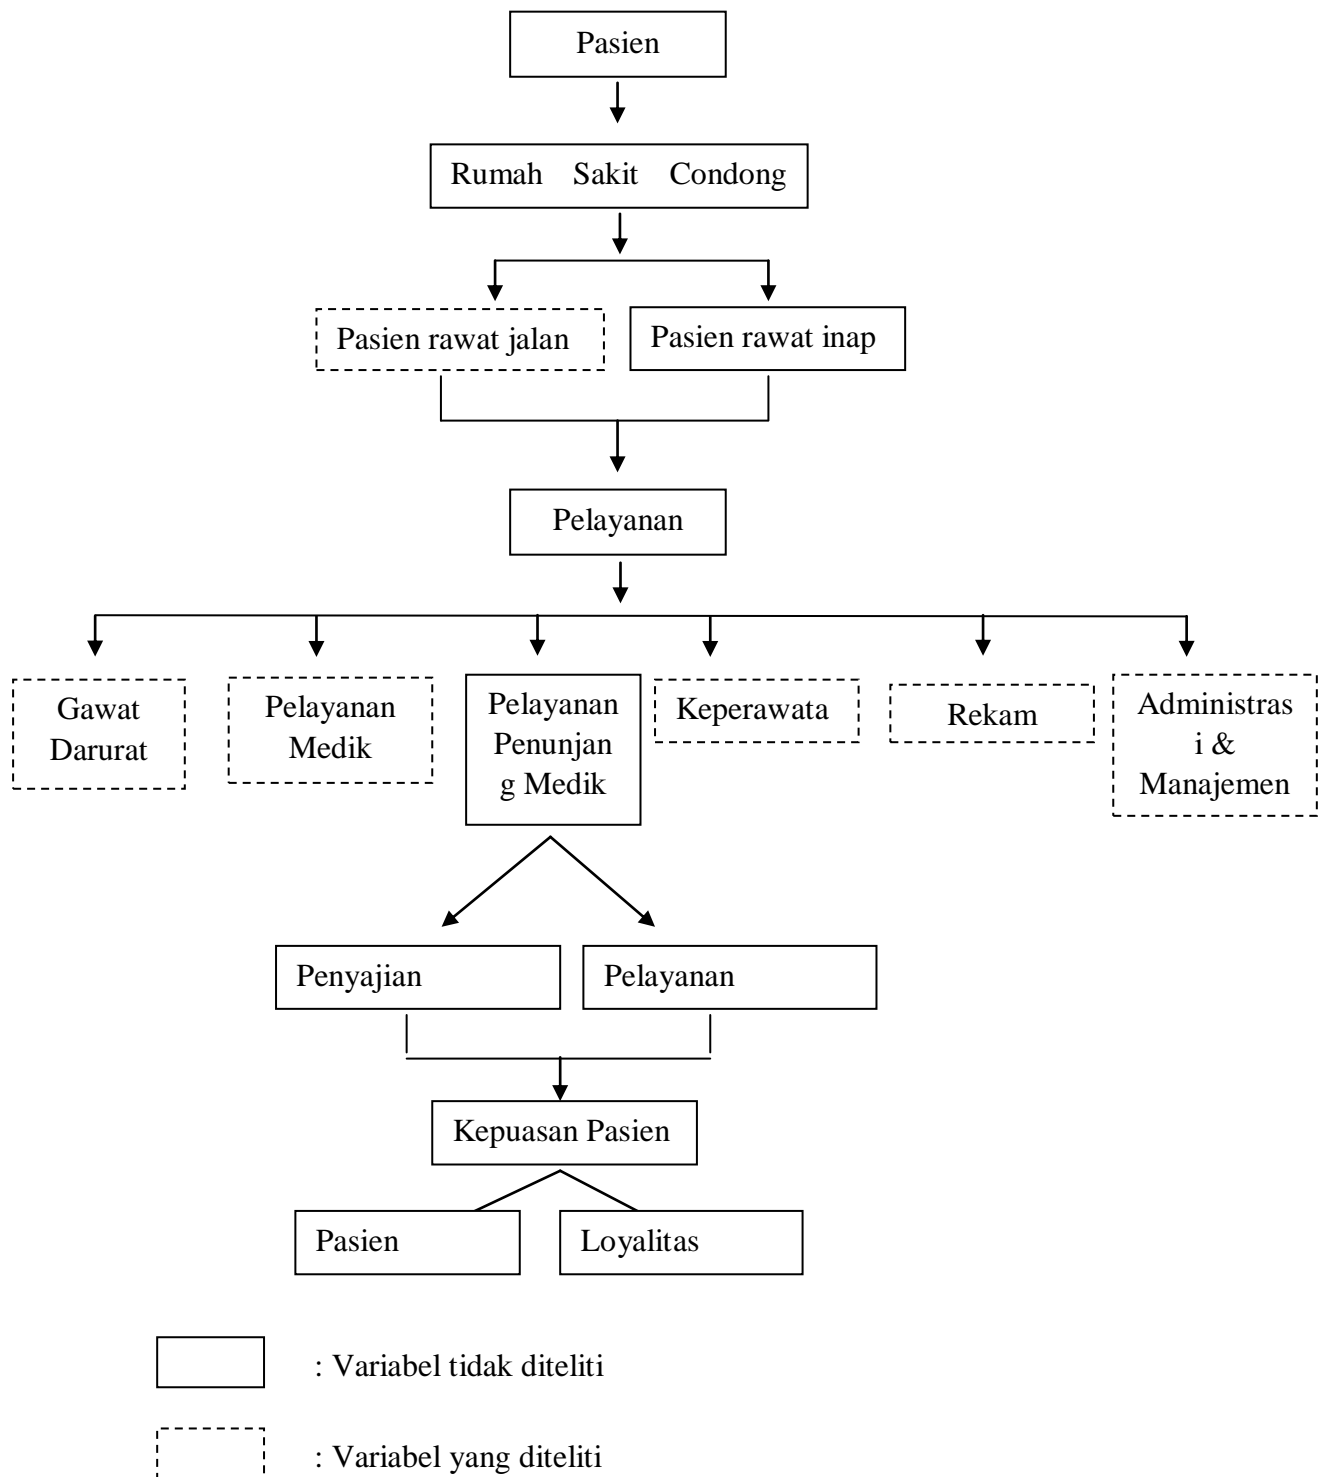 Pasien
Rumah Sakit Condong
Pasien rawat jalan
Pasien rawat inap
Pelayanan
Gawat
Darurat
Pelayanan
Medik
Pelayanan
Penunjan
g Medik
Keperawata
Rekam
Administras
i &
Manajemen
Penyajian
Pelayanan
Kepuasan Pasien
Pasien
Loyalitas
: Variabel tidak diteliti
: Variabel yang diteliti